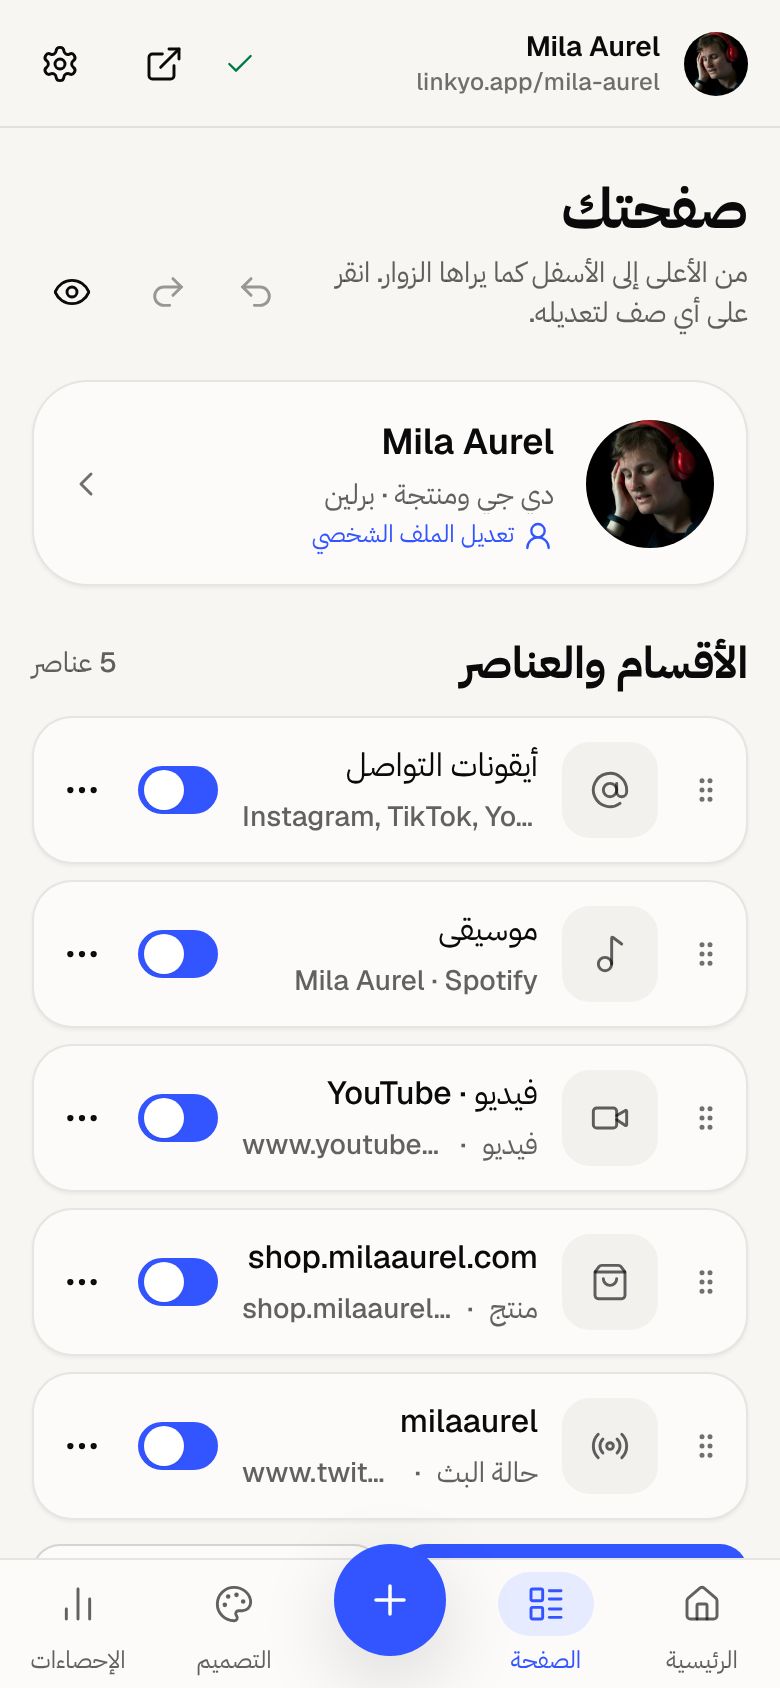 Mila Aurel
linkyo.app/mila-aurel
صفحتك
من الأعلى إلى الأسفل كما يراها الزوار. انقر
على أي صف لتعديله.
Mila Aurel
دي جي ومنتجة · برلين
تعديل الملف الشخصي
الأقسام والعناصر
5 عناصر
أيقونات التواصل
Instagram, TikTok, Yo...
موسيقى
Mila Aurel · Spotify
فيديو · YouTube
فيديو · www.youtube...
shop.milaaurel.com
منتج · shop.milaaurel...
milaaurel
حالة البث · www.twit...
الرئيسية
الصفحة
التصميم
الإحصاءات